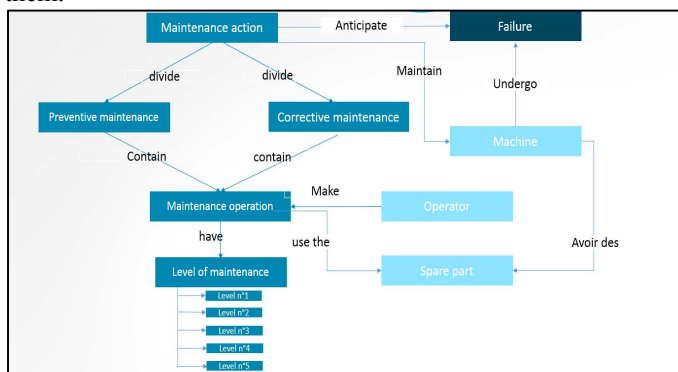 them.
Maintenance action
Anticipate
Failure
divide
divide
Maintain
Undergo
Preventive maintenance
Corrective maintenance
Machine
Contain
contain
Make
Maintenance operation
Operator
have
use the
Avoir des
Level of maintenance
Spare part
Level n°1
Level n°2
Level n°3
Level n°4
Level n°5